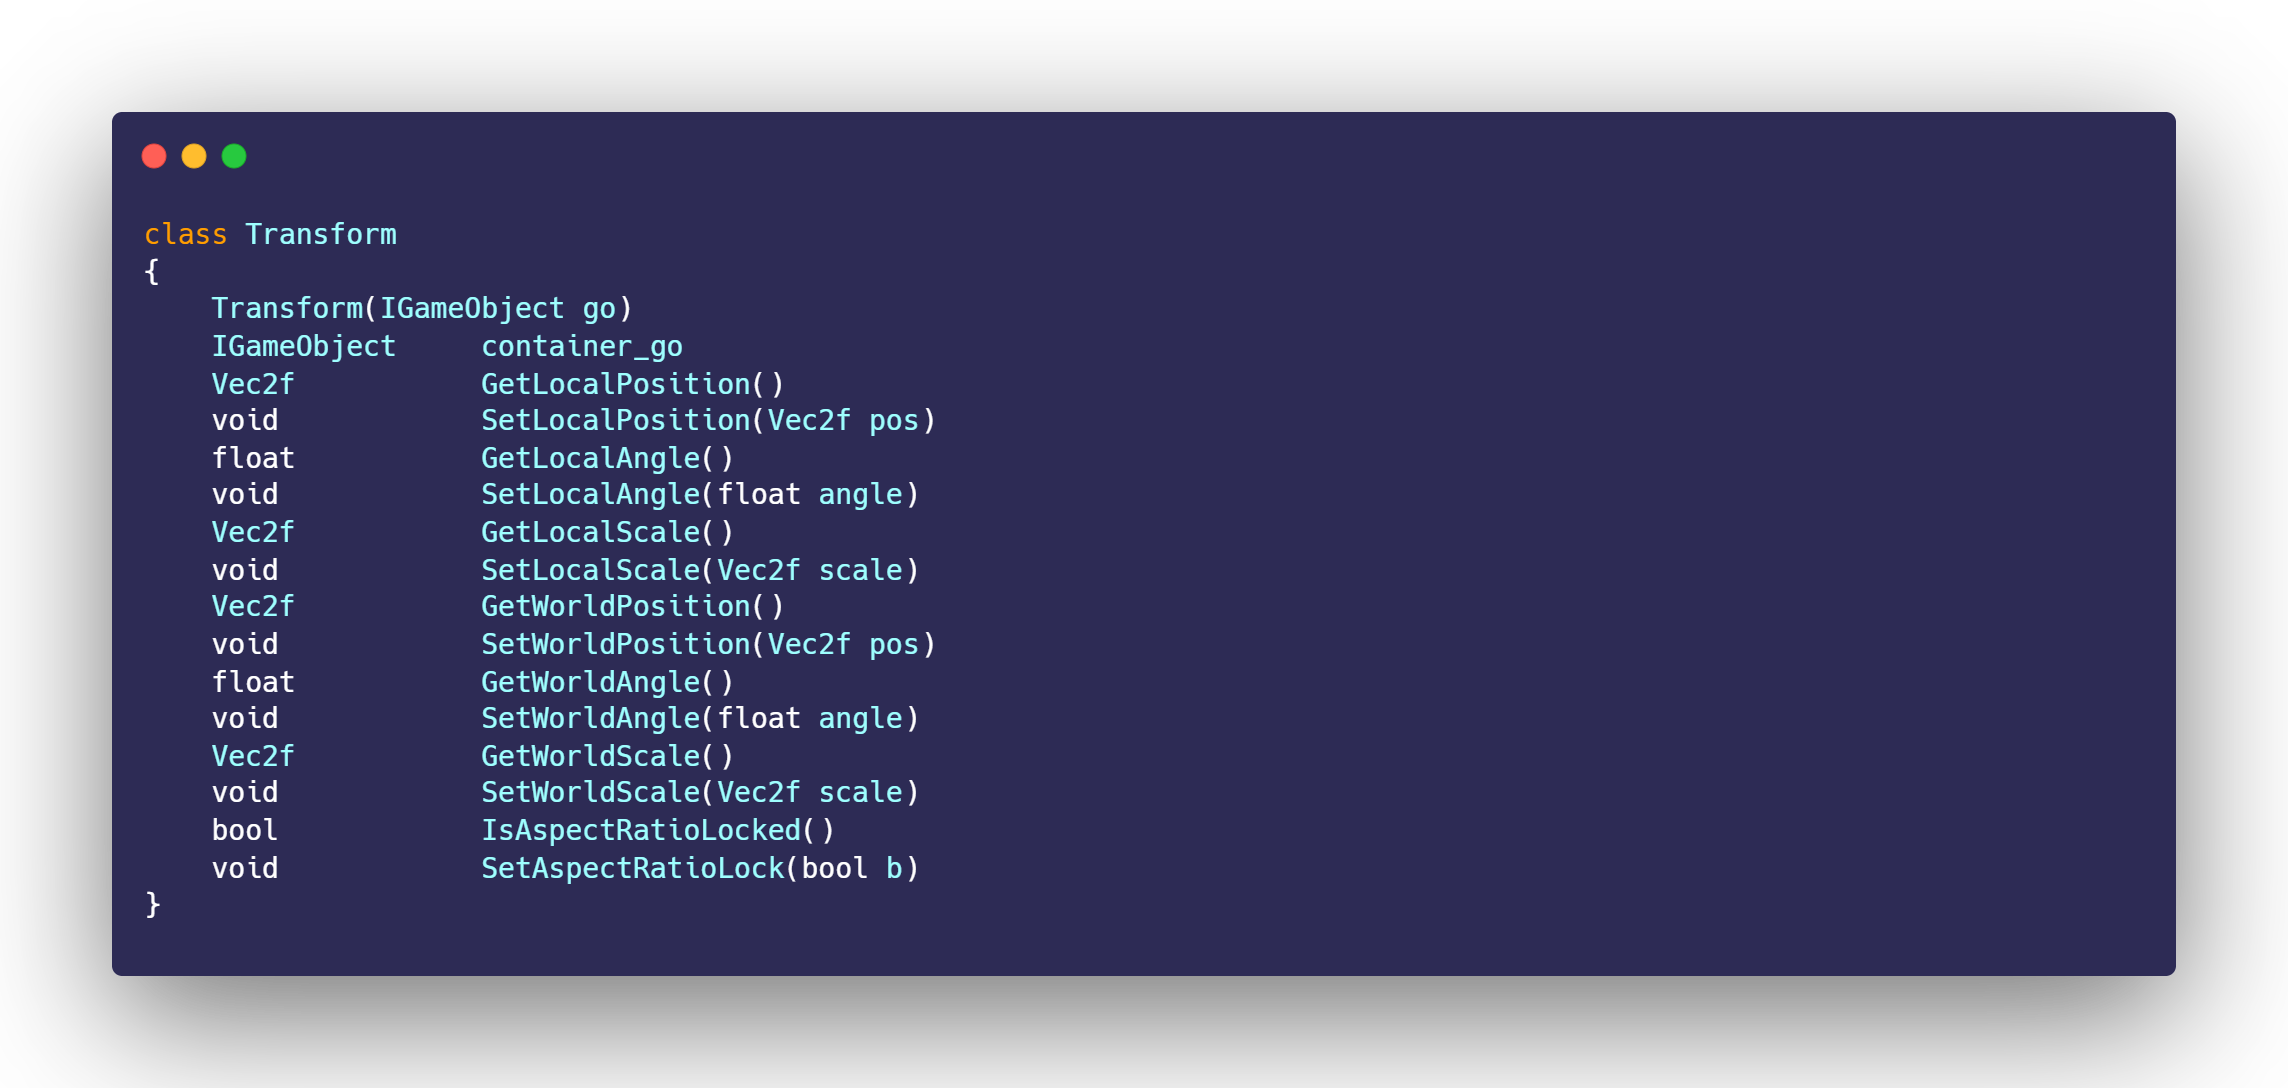 class Transform
{
    Transform(IGameObject go)
    IGameObject     container_go
    Vec2f           GetLocalPosition()
    void            SetLocalPosition(Vec2f pos)
    float           GetLocalAngle()
    void            SetLocalAngle(float angle)
    Vec2f           GetLocalScale()
    void            SetLocalScale(Vec2f scale)
    Vec2f           GetWorldPosition()
    void            SetWorldPosition(Vec2f pos)
    float           GetWorldAngle()
    void            SetWorldAngle(float angle)
    Vec2f           GetWorldScale()
    void            SetWorldScale(Vec2f scale)
    bool            IsAspectRatioLocked()
    void            SetAspectRatioLock(bool b)
}